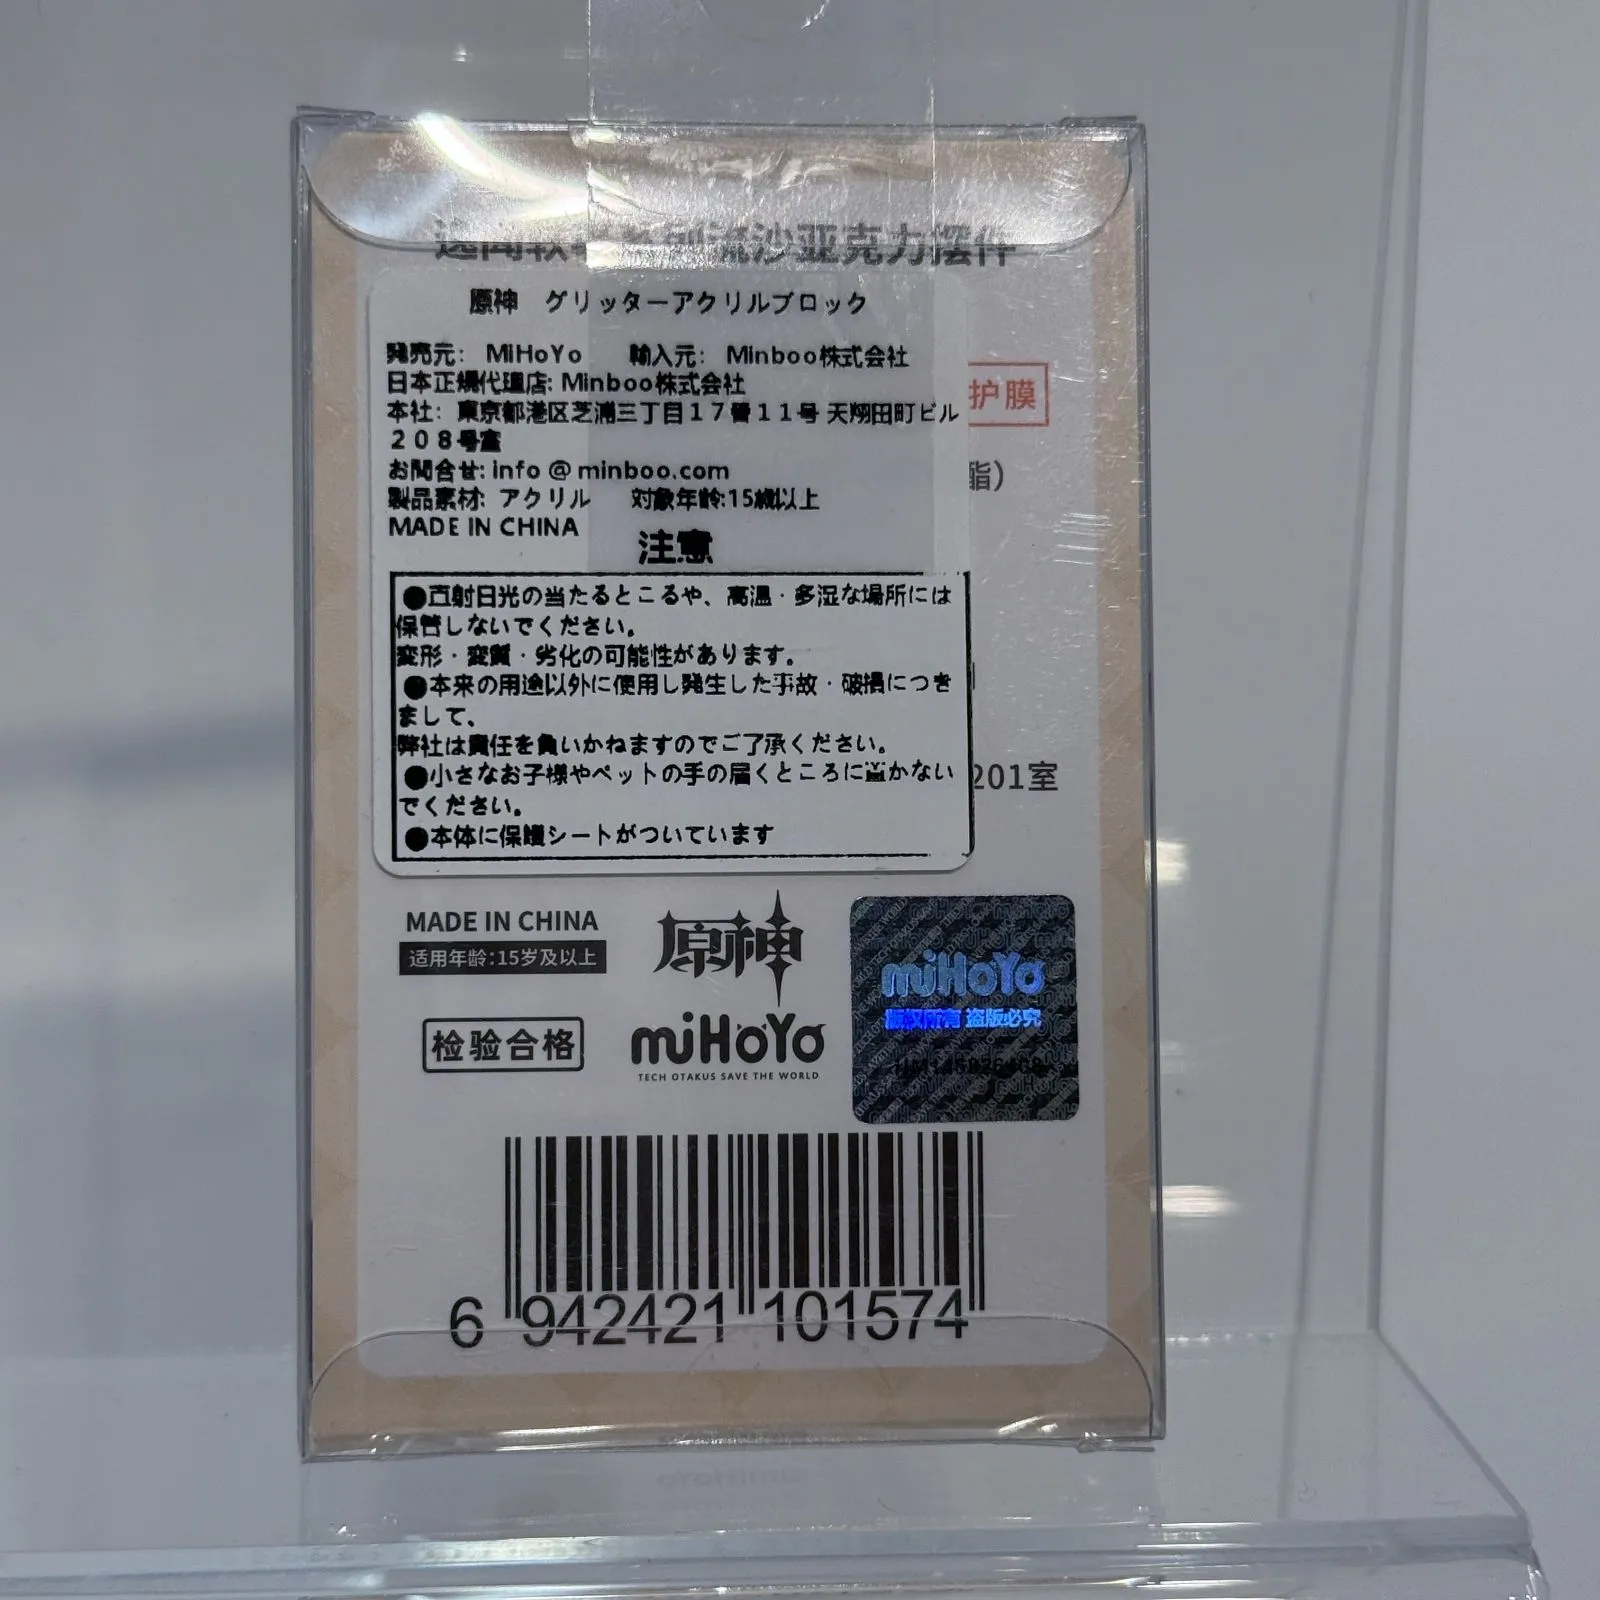 流沙亚克力摆件
原神 グリッターアクリルブロック
発売元: MiHoYo 輸入元: Minboo株式会社
日本正規代理店: Minboo株式会社
本社: 東京都港区芝浦三丁目17番11号 天翔田町ビル
208号室
お問合せ: info@minboo.com
製品素材: アクリル 対象年齢:15歳以上
MADE IN CHINA
注意
●直射日光の当たるところや、高温・多湿な場所には
保管しないでください。
変形・変質・劣化の可能性があります。
●本来の用途以外に使用し発生した事故・破損につき
まして、
弊社は責任を負いかねますのでご了承ください。
●小さなお子様やペットの手の届くところに置かない
でください。
●本体に保護シートがついています
护膜
酯）
201室
MADE IN CHINA
适用年龄:15岁及以上
检验合格
原神
miHoYo
TECH OTAKUS SAVE THE WORLD
miHoYo
版权所有 盗版必究
6 942421 101574